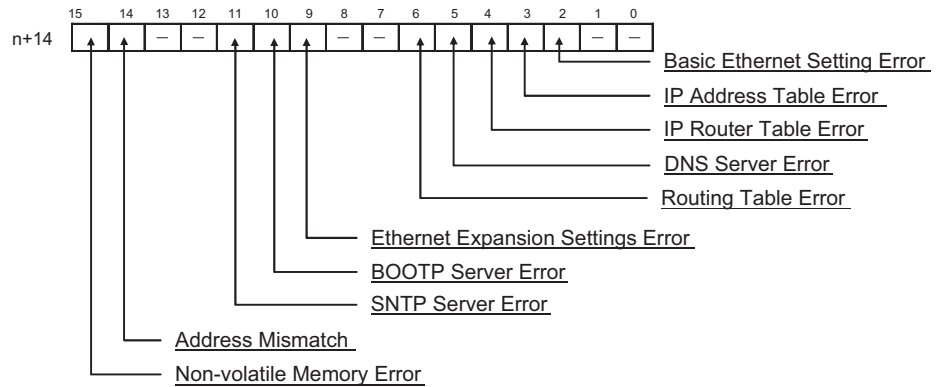 15 14 13 12 11 10 9 8 7 6 5 4 3 2 1 0
n+14 – – – – – –
Basic Ethernet Setting Error
IP Address Table Error
IP Router Table Error
DNS Server Error
Routing Table Error
Ethernet Expansion Settings Error
BOOTP Server Error
SNTP Server Error
Address Mismatch
Non-volatile Memory Error